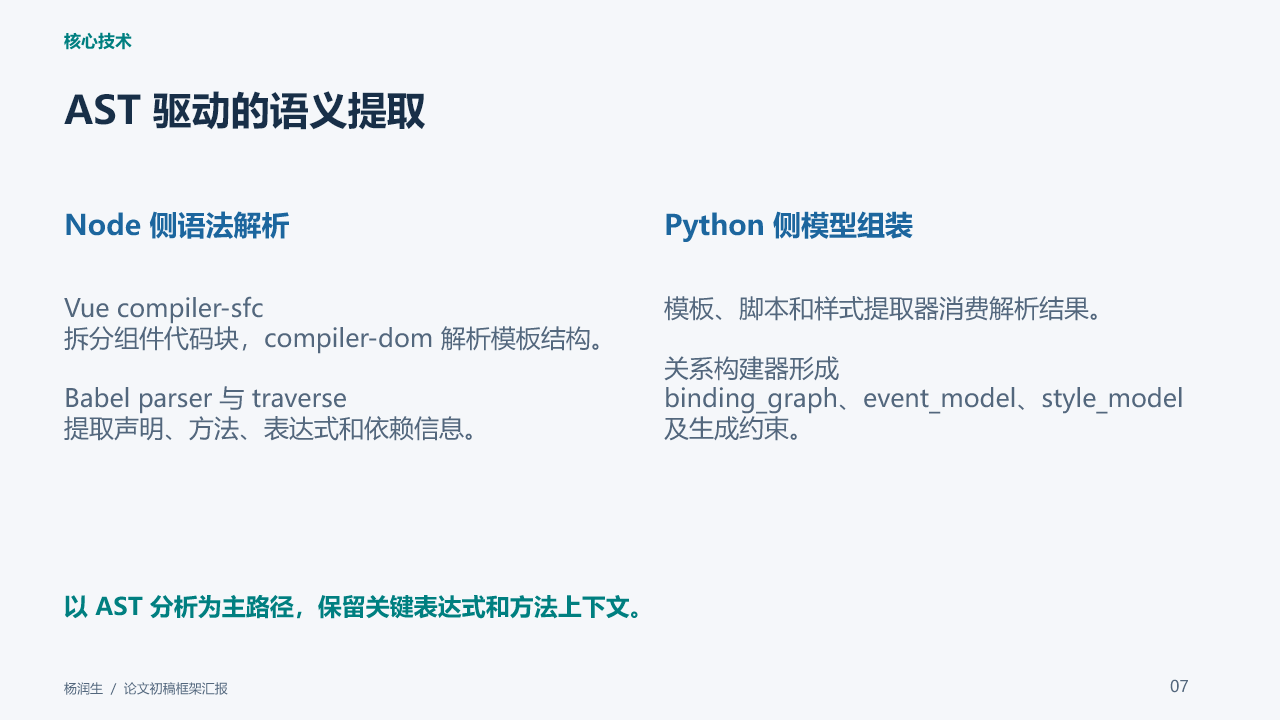 核心技术
AST 驱动的语义提取
Node 侧语法解析
Vue compiler-sfc
拆分组件代码块，compiler-dom 解析模板结构。
Babel parser 与 traverse
提取声明、方法、表达式和依赖信息。
Python 侧模型组装
模板、脚本和样式提取器消费解析结果。
关系构建器形成
binding_graph、event_model、style_model
及生成约束。
以 AST 分析为主路径，保留关键表达式和方法上下文。
杨润生 / 论文初稿框架汇报
07